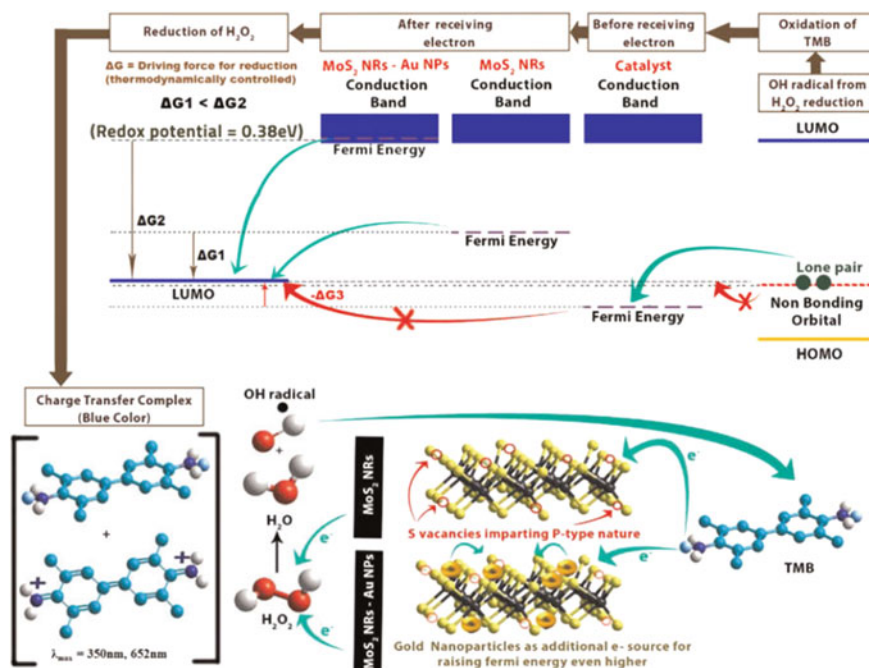 Reduction of H₂O₂
After receiving
electron
Before receiving
electron
Oxidation of
TMB
ΔG = Driving force for reduction
(thermodynamically controlled)
ΔG1 < ΔG2
(Redox potential = 0.38eV)
MoS₂ NRs - Au NPs
Conduction
Band
MoS₂ NRs
Conduction
Band
Catalyst
Conduction
Band
OH radical from
H₂O₂ reduction
LUMO
Fermi Energy
ΔG2
ΔG1
Fermi Energy
LUMO
-ΔG3
Fermi Energy
Lone pair
Non Bonding
Orbital
HOMO
Charge Transfer Complex
(Blue Color)
+
+
+
λmax = 350nm, 652nm
OH radical
+
H₂O
H₂O₂
e-
e-
MoS₂ NRs
MoS₂ NRs - Au NPs
S vacancies imparting P-type nature
e-
e-
TMB
Gold Nanoparticles as additional e- source for
raising fermi energy even higher